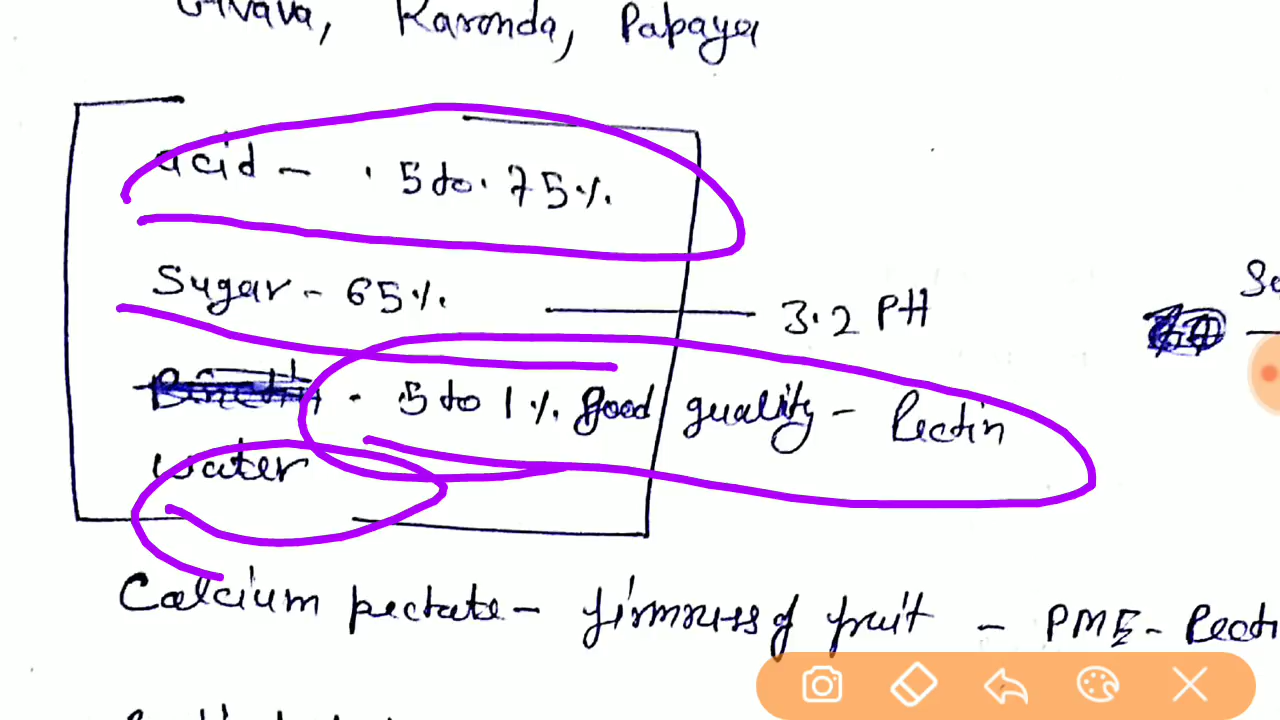 Guava, Karonda, Papaya
acid - .5 to .75%
Sugar - 65% 3.2 PH
- .5 to 1% good quality - Pectin
water
Calcium pectate - firmness of fruit - PME - Pecti